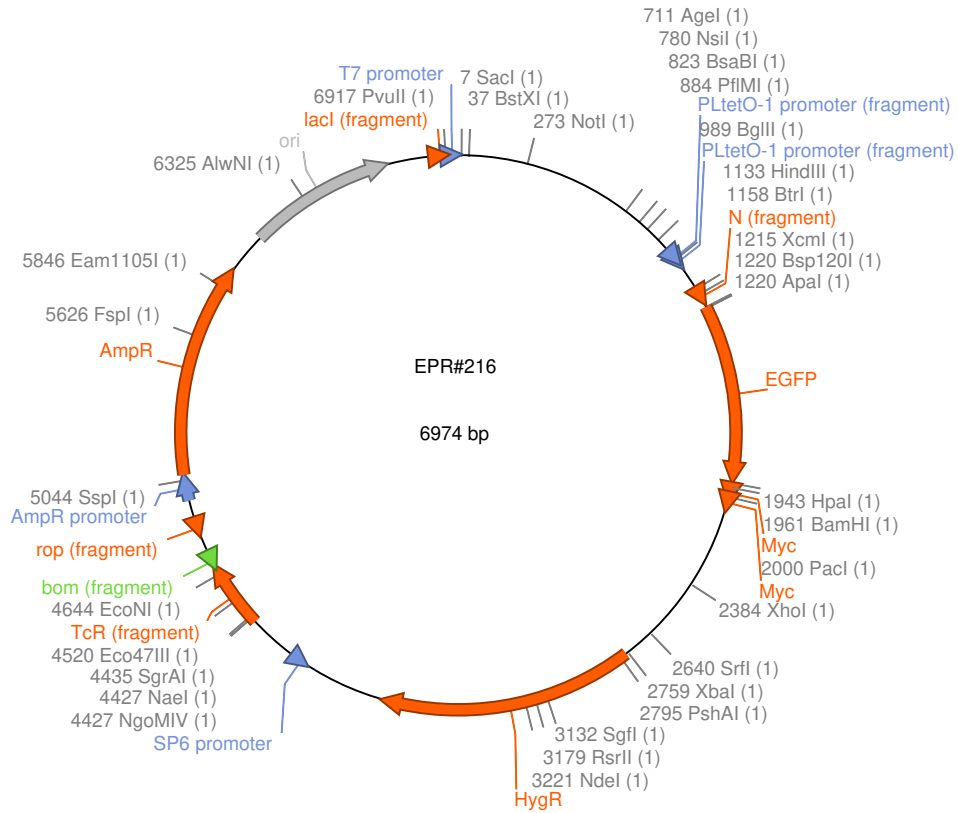 711 AgeI (1)
780 NsiI (1)
823 BsaBI (1)
884 PflMI (1)
PLtetO-1 promoter (fragment)
989 BglII (1)
PLtetO-1 promoter (fragment)
1133 HindIII (1)
1158 BtrI (1)
N (fragment)
1215 XcmI (1)
1220 Bsp120I (1)
1220 ApaI (1)
T7 promoter
7 SacI (1)
6917 PvuII (1)
37 BstXI (1)
lacI (fragment)
273 NotI (1)
ori
6325 AlwNI (1)
5846 Eam1105I (1)
5626 FspI (1)
AmpR
EPR#216
6974 bp
EGFP
5044 SspI (1)
AmpR promoter
rop (fragment)
bom (fragment)
4644 EcoNI (1)
TcR (fragment)
4520 Eco47III (1)
4435 SgrAI (1)
4427 NaeI (1)
4427 NgoMIV (1)
SP6 promoter
1943 HpaI (1)
1961 BamHI (1)
Myc
2000 PacI (1)
Myc
2384 XhoI (1)
2640 SrfI (1)
2759 XbaI (1)
2795 PshAI (1)
3132 SgfI (1)
3179 RsrII (1)
3221 NdeI (1)
HygR